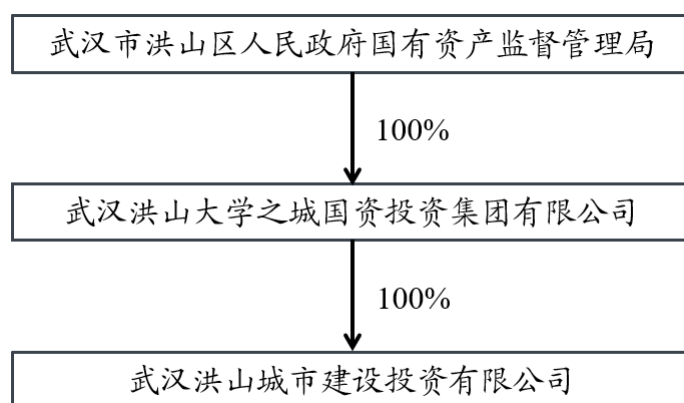 武汉市洪山区人民政府国有资产监督管理局
100%
武汉洪山大学之城国资投资集团有限公司
100%
武汉洪山城市建设投资有限公司